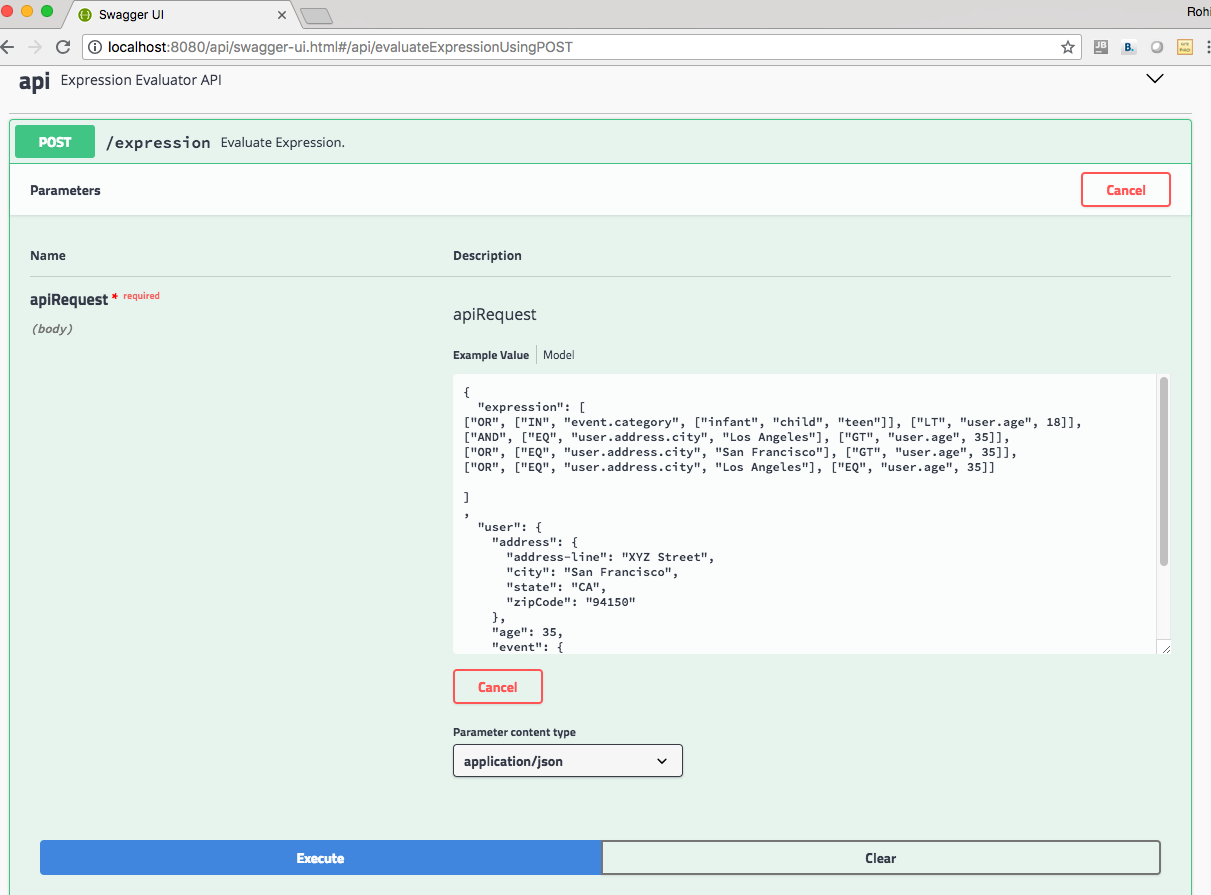 Swagger UI
Rohi
localhost:8080/api/swagger-ui.html#/api/evaluateExpressionUsingPOST
JB
B.
api Expression Evaluator API
POST /expression Evaluate Expression.
Parameters
Cancel
Name Description
apiRequest * required
(body)
apiRequest
Example Value Model
{
"expression": [
["OR", ["IN", "event.category", ["infant", "child", "teen"]], ["LT", "user.age", 18]],
["AND", ["EQ", "user.address.city", "Los Angeles"], ["GT", "user.age", 35]],
["OR", ["EQ", "user.address.city", "San Francisco"], ["GT", "user.age", 35]],
["OR", ["EQ", "user.address.city", "Los Angeles"], ["EQ", "user.age", 35]]
]
,
"user": {
"address": {
"address-line": "XYZ Street",
"city": "San Francisco",
"state": "CA",
"zipCode": "94150"
},
"age": 35,
"event": {
Cancel
Parameter content type
application/json
Execute
Clear